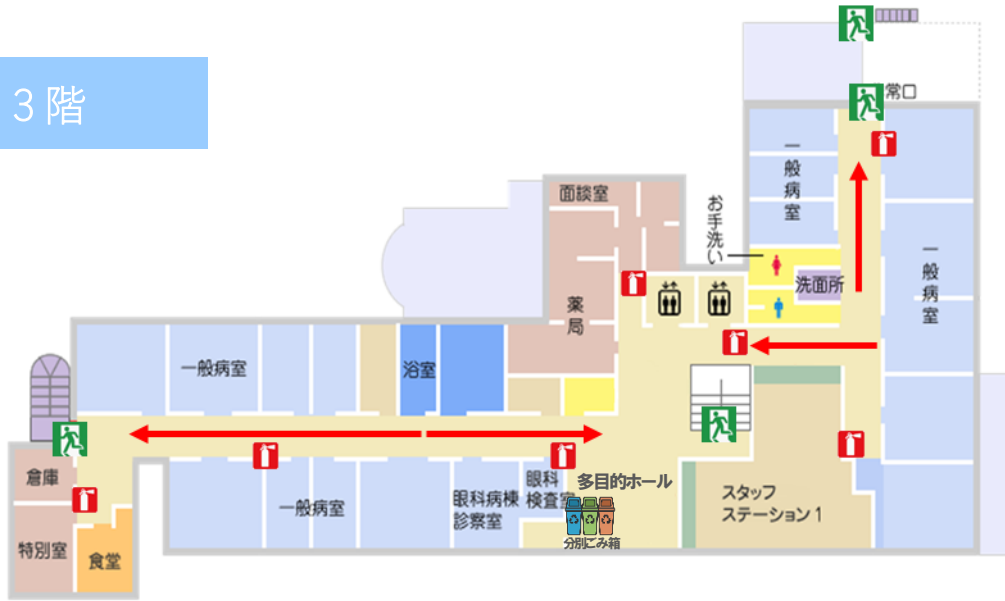 3階
常口
一般病室
面談室
お手洗い
洗面所
一般病室
薬局
一般病室
浴室
倉庫
眼科病棟
診察室
眼科
検査室
多目的ホール
一般病室
スタッフ
ステーション1
特別室
食堂
分別ごみ箱